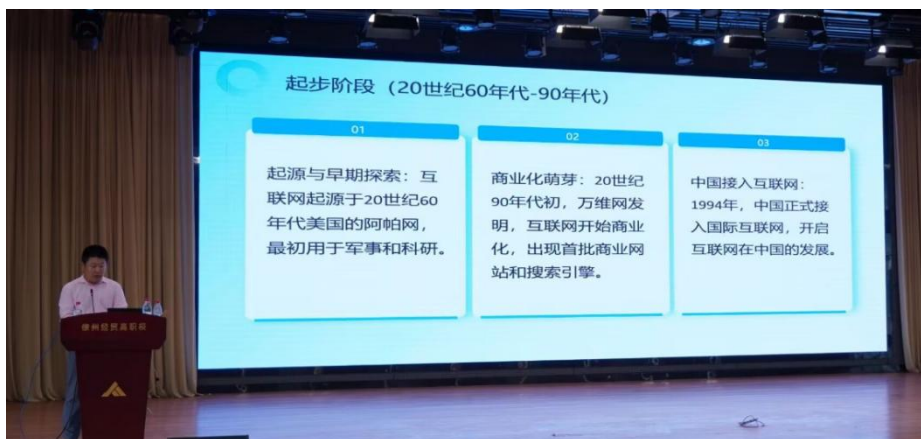 起步阶段（20世纪60年代-90年代）
01
起源与早期探索：互
联网起源于20世纪60
年代美国的阿帕网，
最初用于军事和科研。
02
商业化萌芽：20世纪
90年代初，万维网发
明，互联网开始商业
化，出现首批商业网
站和搜索引擎。
03
中国接入互联网：
1994年，中国正式接
入国际互联网，开启
互联网在中国的发展。